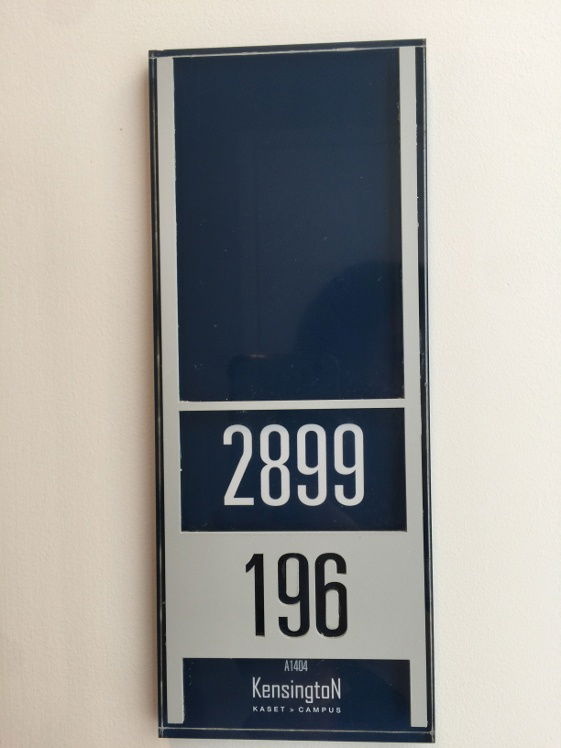 2899
196
A1404
KensingtoN
KASET > CAMPUS